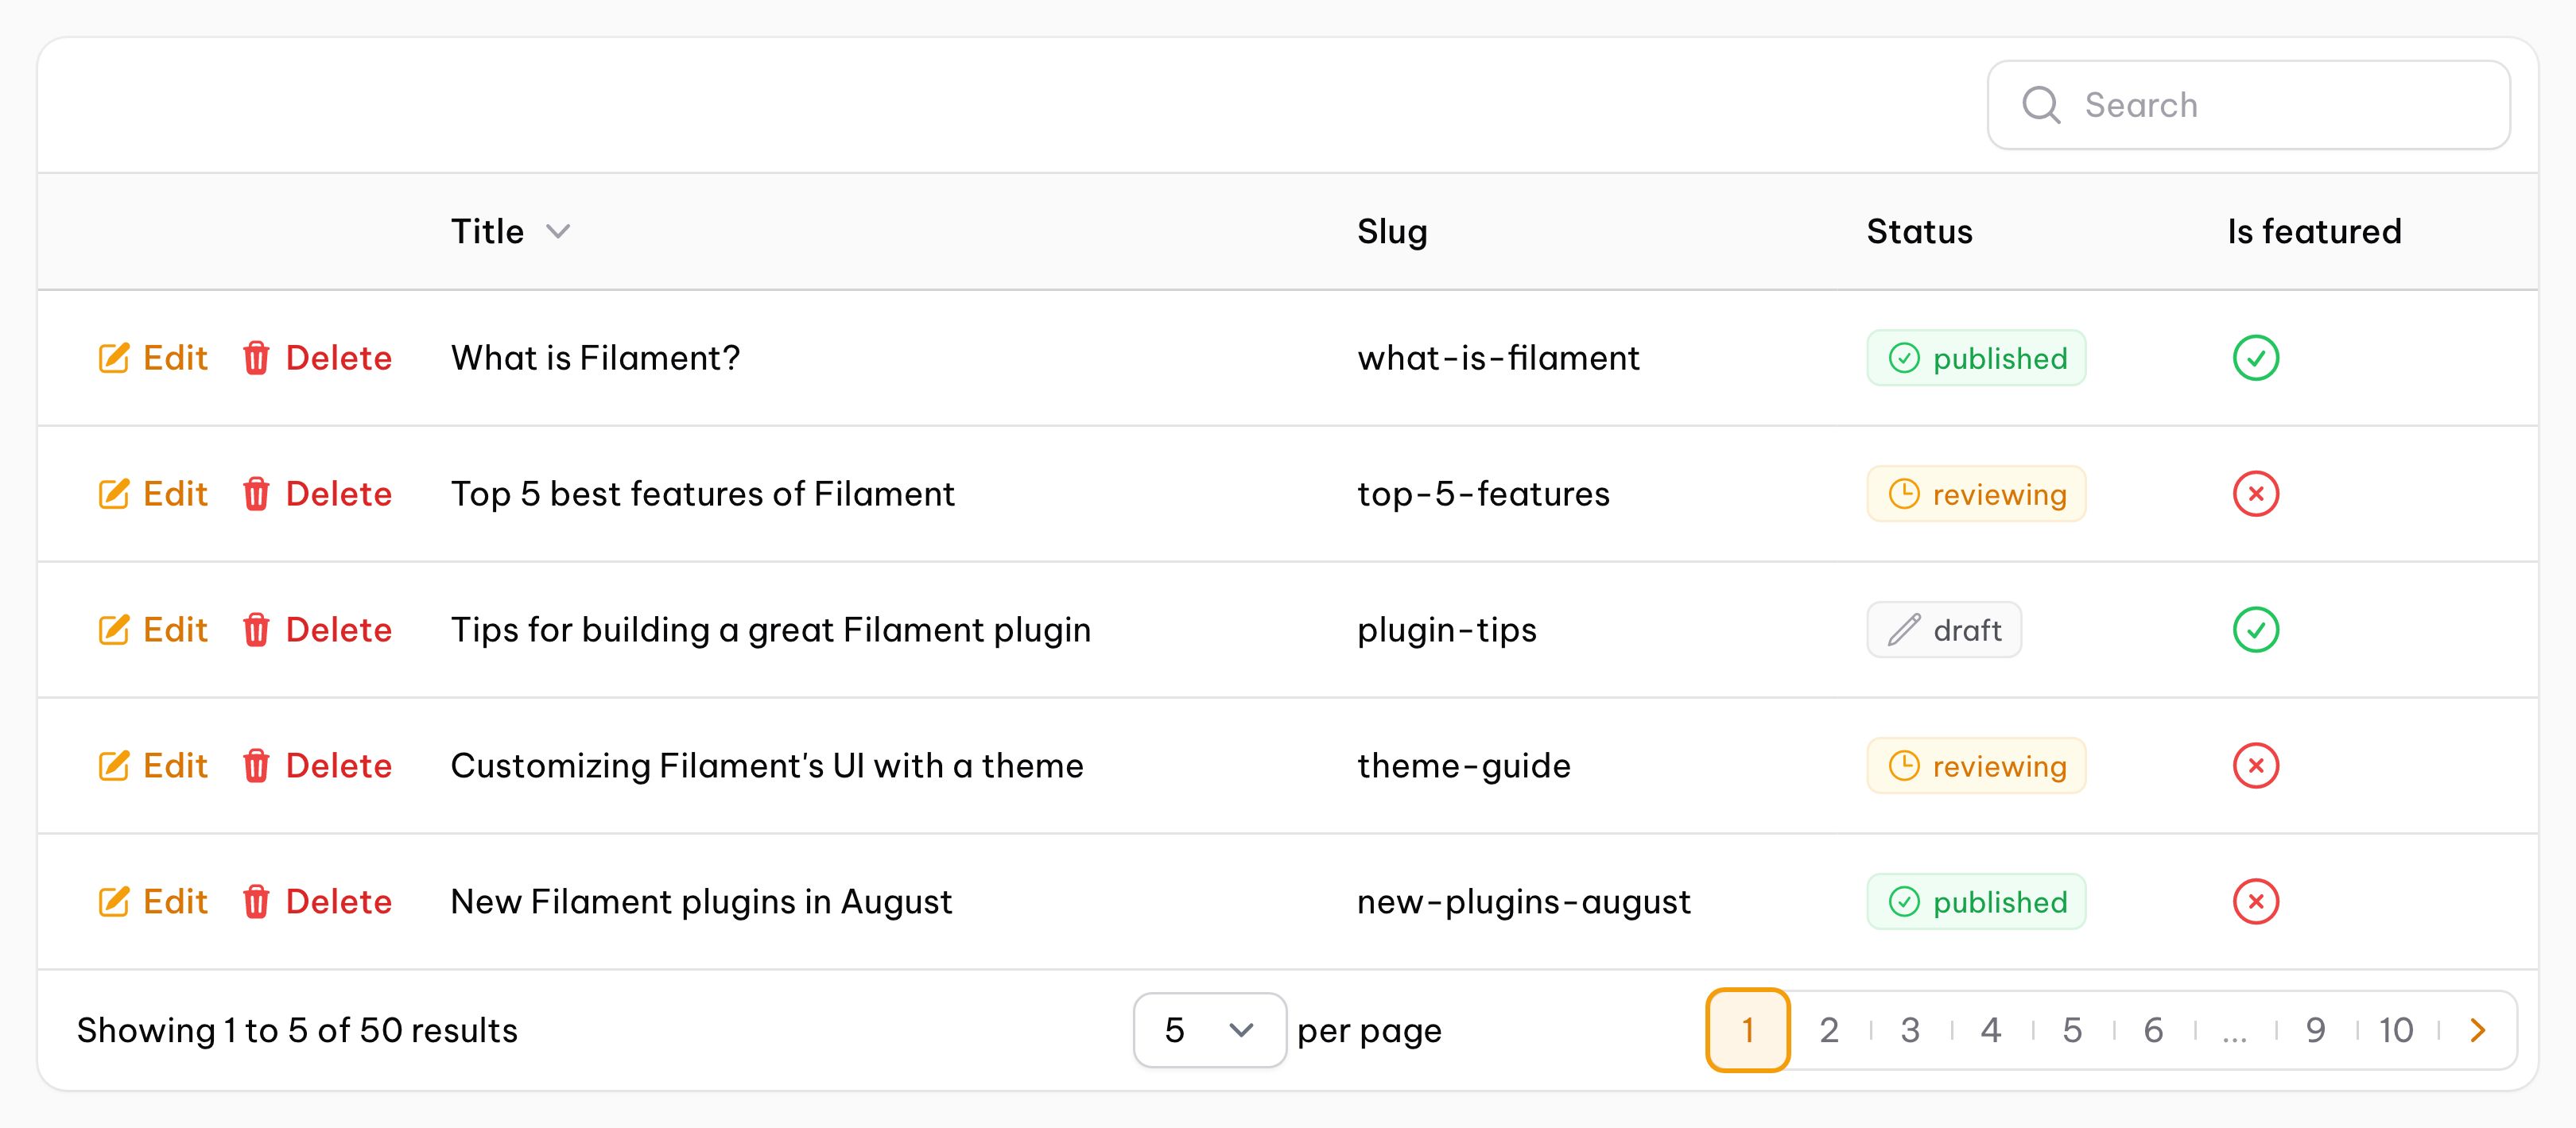 Search
Title Slug Status Is featured
Edit Delete What is Filament? what-is-filament published
Edit Delete Top 5 best features of Filament top-5-features reviewing
Edit Delete Tips for building a great Filament plugin plugin-tips draft
Edit Delete Customizing Filament's UI with a theme theme-guide reviewing
Edit Delete New Filament plugins in August new-plugins-august published
Showing 1 to 5 of 50 results 5 per page 1 2 3 4 5 6 ... 9 10